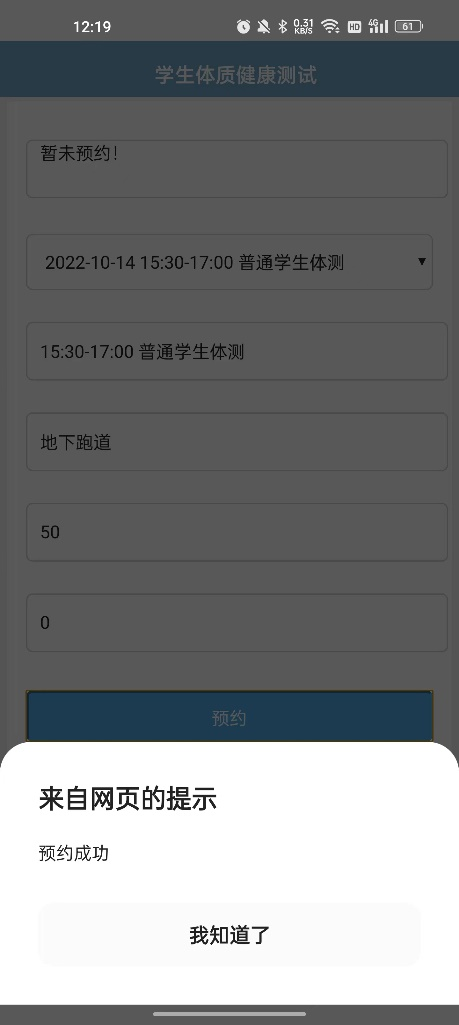 12:19
0.31
KB/S
HD
4G
61
学生体质健康测试
暂未预约!
2022-10-14 15:30-17:00 普通学生体测
15:30-17:00 普通学生体测
地下跑道
50
0
预约
来自网页的提示
预约成功
我知道了